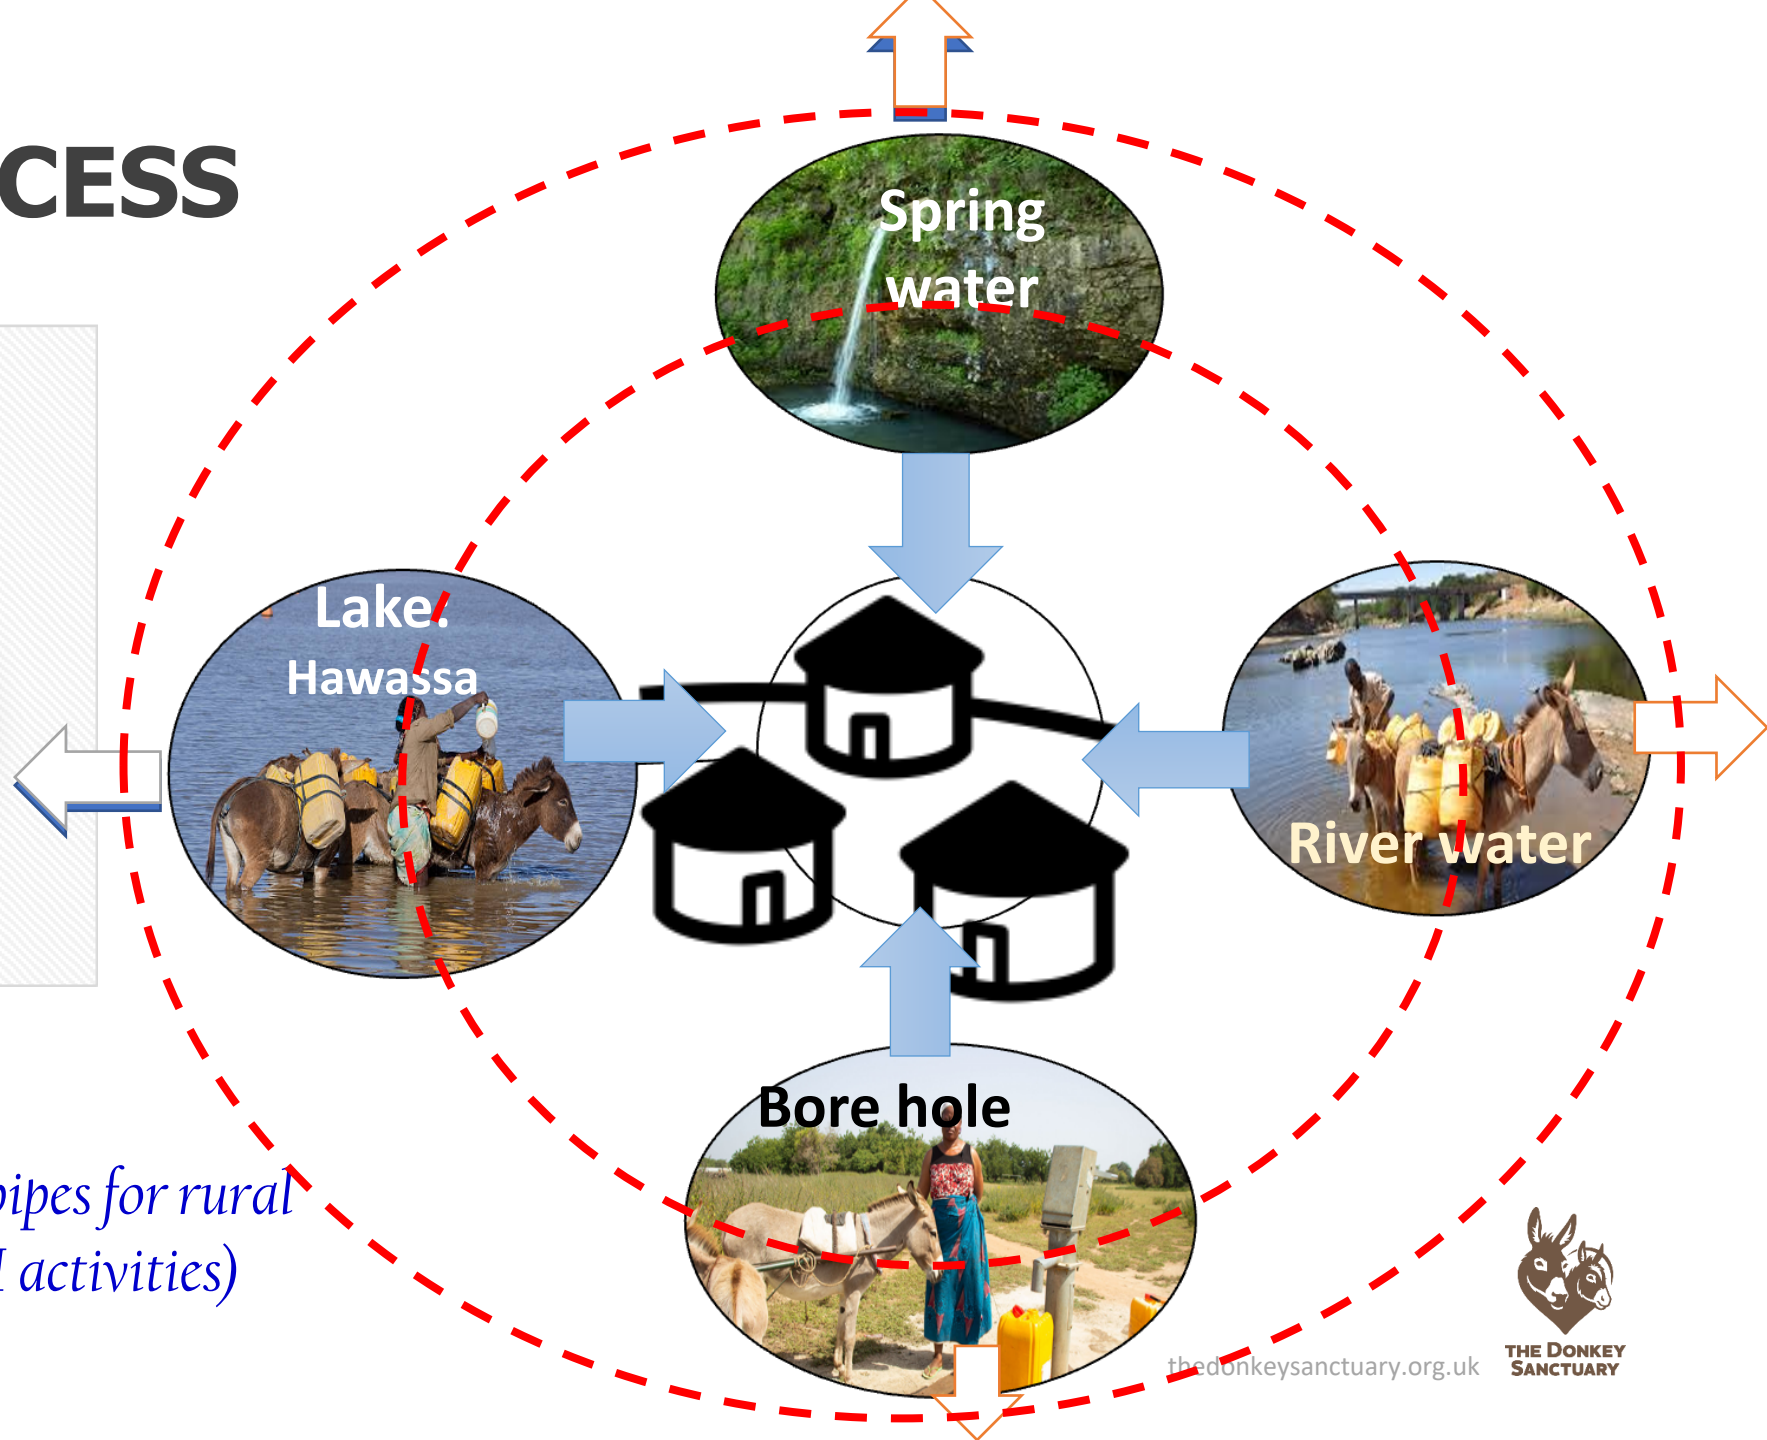 CESS
Spring
water
Lake:
Hawassa
River water
Bore hole
pipes for rural
activities)
thedonkeysanctuary.org.uk
THE DONKEY
SANCTUARY